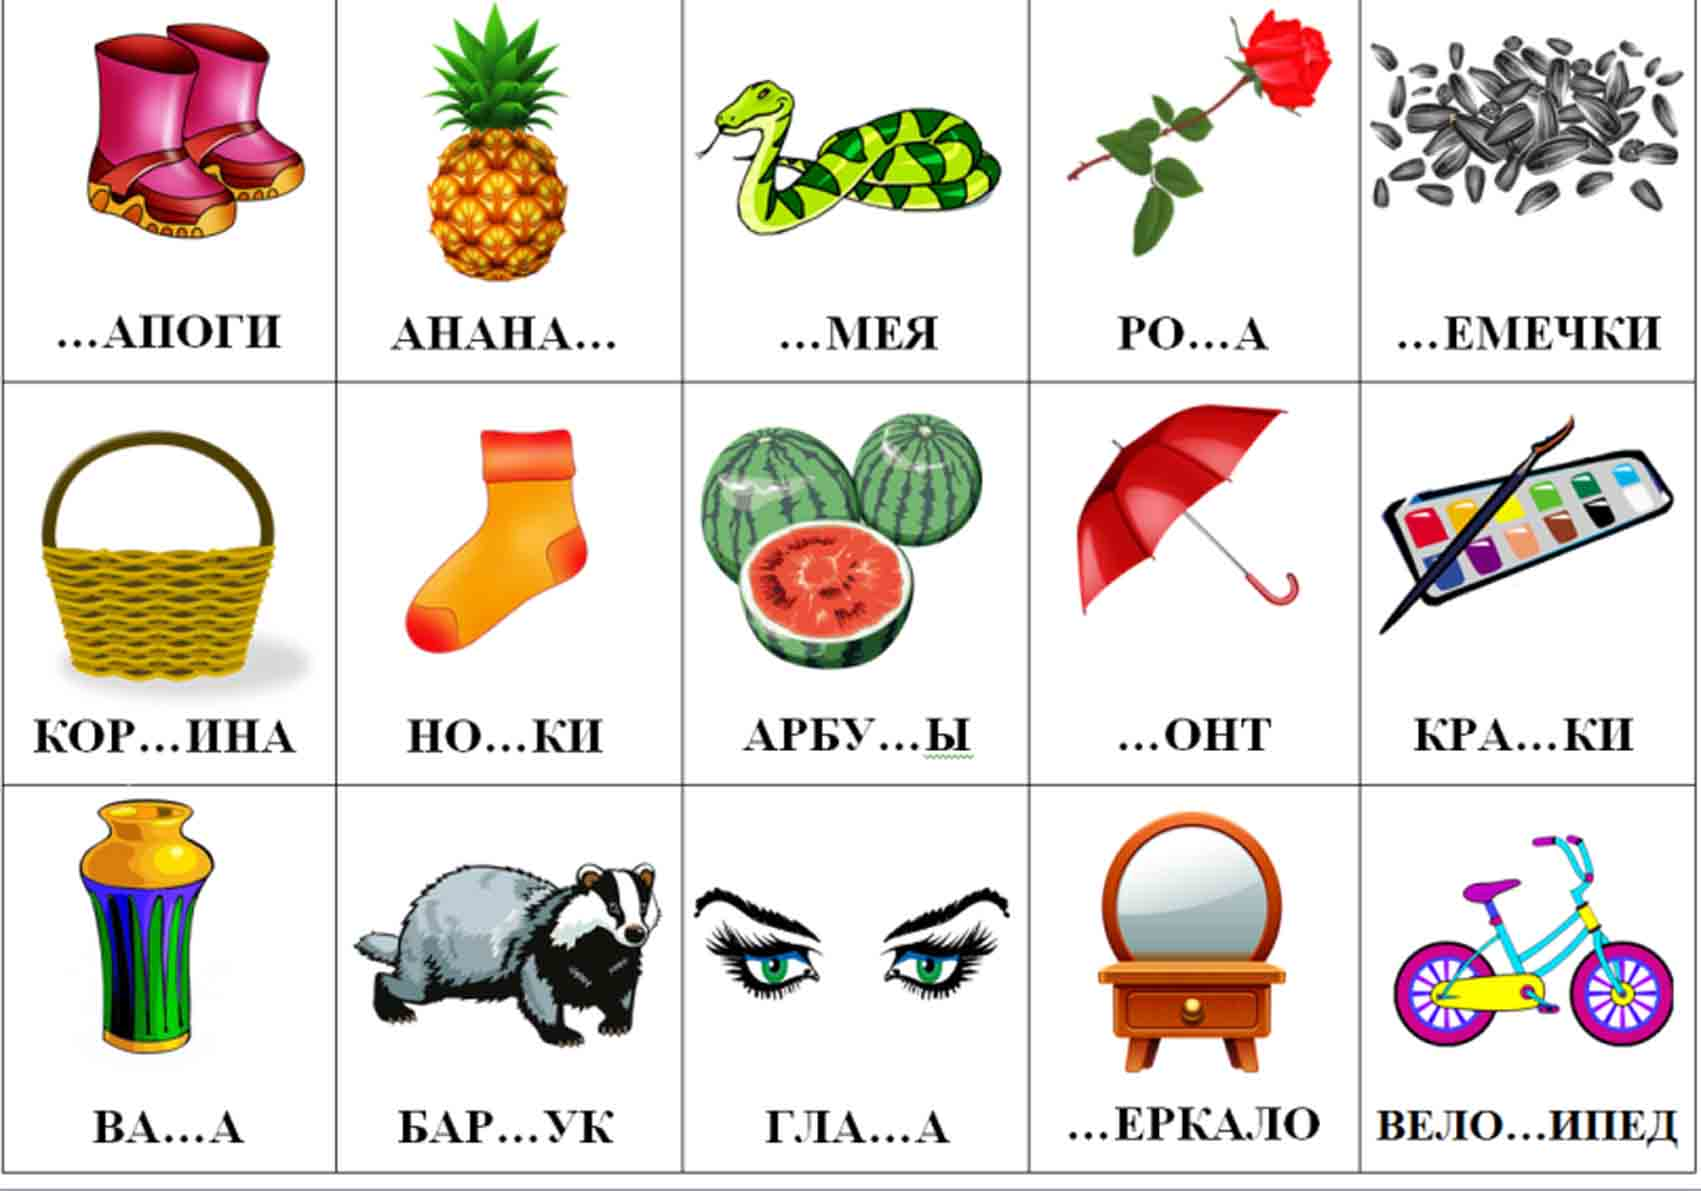 …АПОГИ
АНАНА…
…МЕЯ
РО…А
…ЕМЕЧКИ
КОР…ИНА
НО…КИ
АРБУ…Ы
…ОНТ
КРА…КИ
ВА…А
БАР…УК
ГЛА…А
…ЕРКАЛО
ВЕЛО…ИПЕД